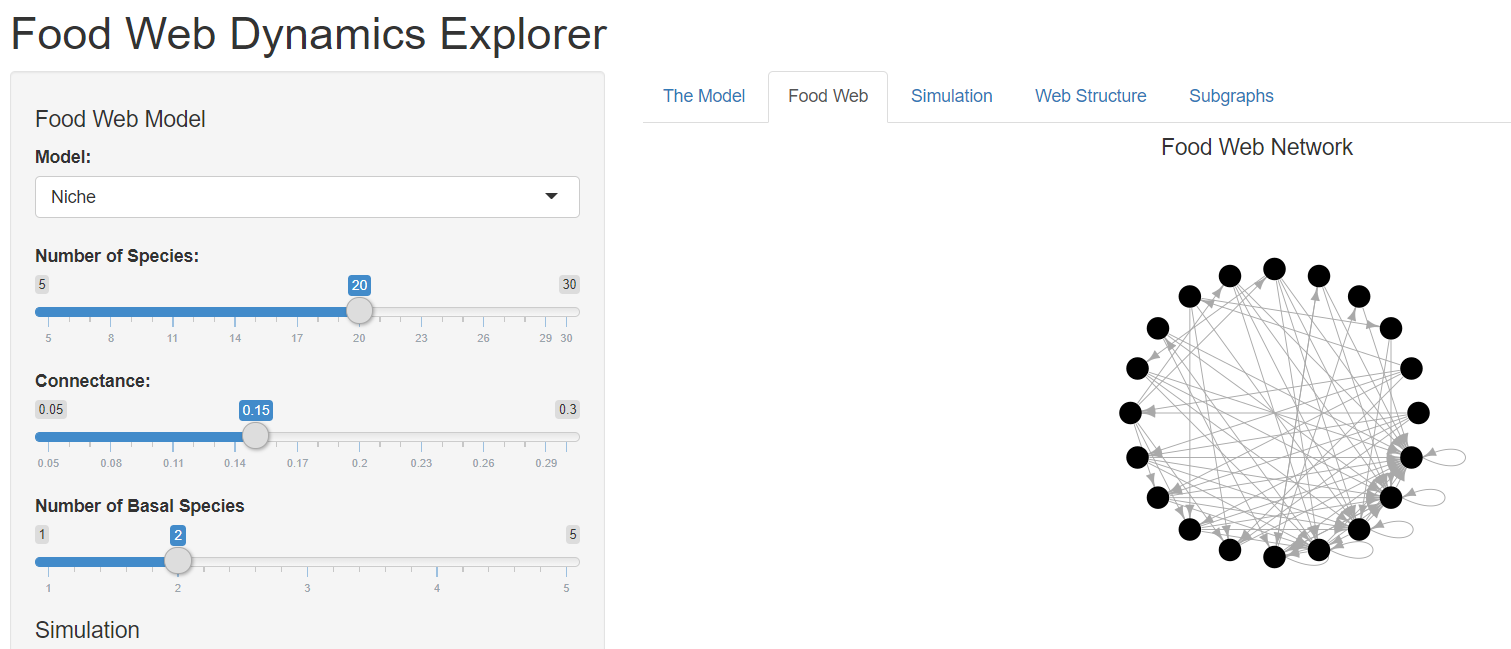 Food Web Dynamics Explorer
Food Web Model
Model:
Niche
Number of Species:
5 20 30
5 8 11 14 17 20 23 26 29 30
Connectance:
0.05 0.15 0.3
0.05 0.08 0.11 0.14 0.17 0.2 0.23 0.26 0.29
Number of Basal Species
1 2 5
1 2 3 4 5
Simulation
The Model Food Web Simulation Web Structure Subgraphs
Food Web Network